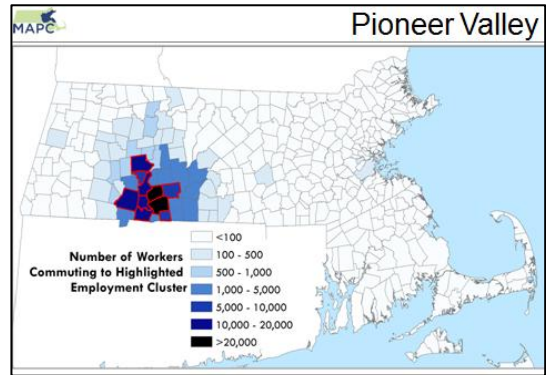 MAPC
Pioneer Valley
Number of Workers
Commuting to Highlighted
Employment Cluster
<100
100 - 500
500 - 1,000
1,000 - 5,000
5,000 - 10,000
10,000 - 20,000
>20,000